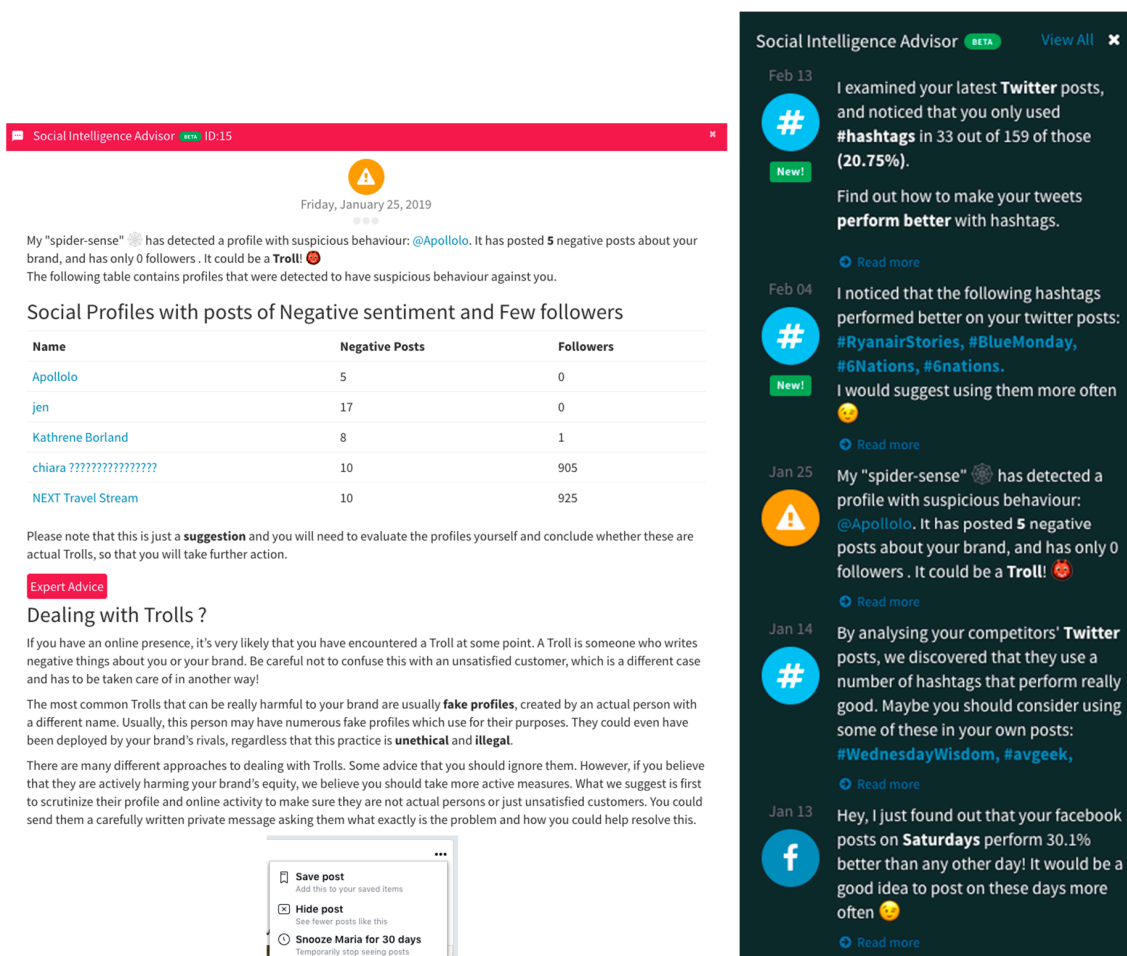 Social Intelligence Advisor BETA ID:15
Friday, January 25, 2019
My "spider-sense" 🕸 has detected a profile with suspicious behaviour: @Apollolo. It has posted 5 negative posts about your
brand, and has only 0 followers . It could be a Troll! 👹
The following table contains profiles that were detected to have suspicious behaviour against you.
Social Profiles with posts of Negative sentiment and Few followers
Name Negative Posts Followers
Apollolo 5 0
jen 17 0
Kathrene Borland 8 1
chiara ???????????????? 10 905
NEXT Travel Stream 10 925
Please note that this is just a suggestion and you will need to evaluate the profiles yourself and conclude whether these are
actual Trolls, so that you will take further action.
Expert Advice
Dealing with Trolls ?
If you have an online presence, it's very likely that you have encountered a Troll at some point. A Troll is someone who writes
negative things about you or your brand. Be careful not to confuse this with an unsatisfied customer, which is a different case
and has to be taken care of in another way!
The most common Trolls that can be really harmful to your brand are usually fake profiles, created by an actual person with
a different name. Usually, this person may have numerous fake profiles which use for their purposes. They could even have
been deployed by your brand's rivals, regardless that this practice is unethical and illegal.
There are many different approaches to dealing with Trolls. Some advice that you should ignore them. However, if you believe
that they are actively harming your brand's equity, we believe you should take more active measures. What we suggest is first
to scrutinize their profile and online activity to make sure they are not actual persons or just unsatisfied customers. You could
send them a carefully written private message asking them what exactly is the problem and how you could help resolve this.
Save post
Add this to your saved items
Hide post
See fewer posts like this
Snooze Maria for 30 days
Temporarily stop seeing posts
Social Intelligence Advisor BETA View All
Feb 13
I examined your latest Twitter posts,
and noticed that you only used
#hashtags in 33 out of 159 of those
(20.75%).
New!
Find out how to make your tweets
perform better with hashtags.
Read more
Feb 04
I noticed that the following hashtags
performed better on your twitter posts:
#RyanairStories, #BlueMonday,
#6Nations, #6nations.
New!
I would suggest using them more often
😉
Read more
Jan 25
My "spider-sense" 🕸 has detected a
profile with suspicious behaviour:
@Apollolo. It has posted 5 negative
posts about your brand, and has only 0
followers . It could be a Troll! 👹
Read more
Jan 14
By analysing your competitors' Twitter
posts, we discovered that they use a
number of hashtags that perform really
good. Maybe you should consider using
some of these in your own posts:
#WednesdayWisdom, #avgeek,
Read more
Jan 13
Hey, I just found out that your facebook
posts on Saturdays perform 30.1%
better than any other day! It would be a
good idea to post on these days more
often 😉
Read more